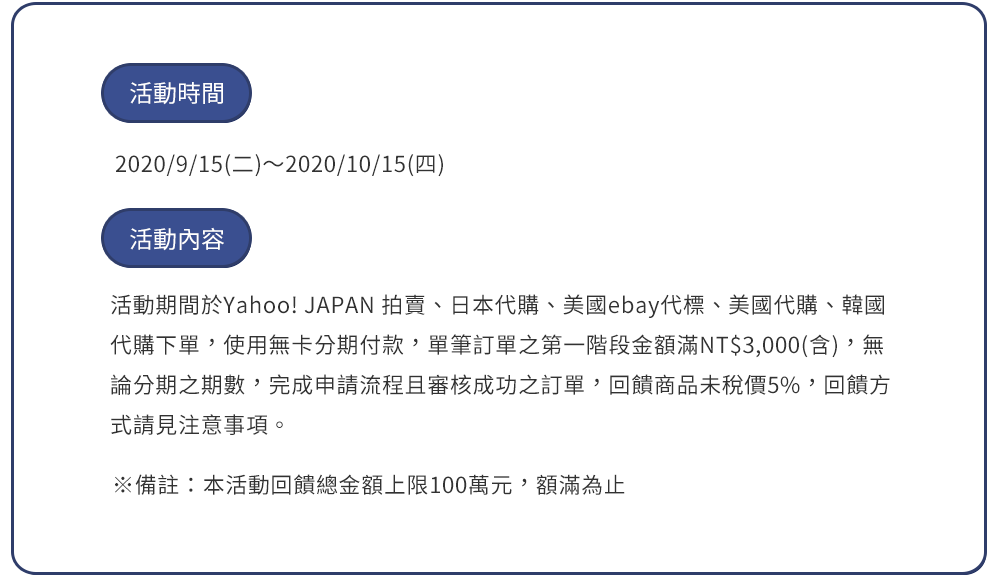 活動時間
2020/9/15(二)～2020/10/15(四)
活動內容
活動期間於Yahoo! JAPAN 拍賣、日本代購、美國ebay代標、美國代購、韓國
代購下單，使用無卡分期付款，單筆訂單之第一階段金額滿NT$3,000(含)，無
論分期之期數，完成申請流程且審核成功之訂單，回饋商品未稅價5%，回饋方
式請見注意事項。
※備註：本活動回饋總金額上限100萬元，額滿為止